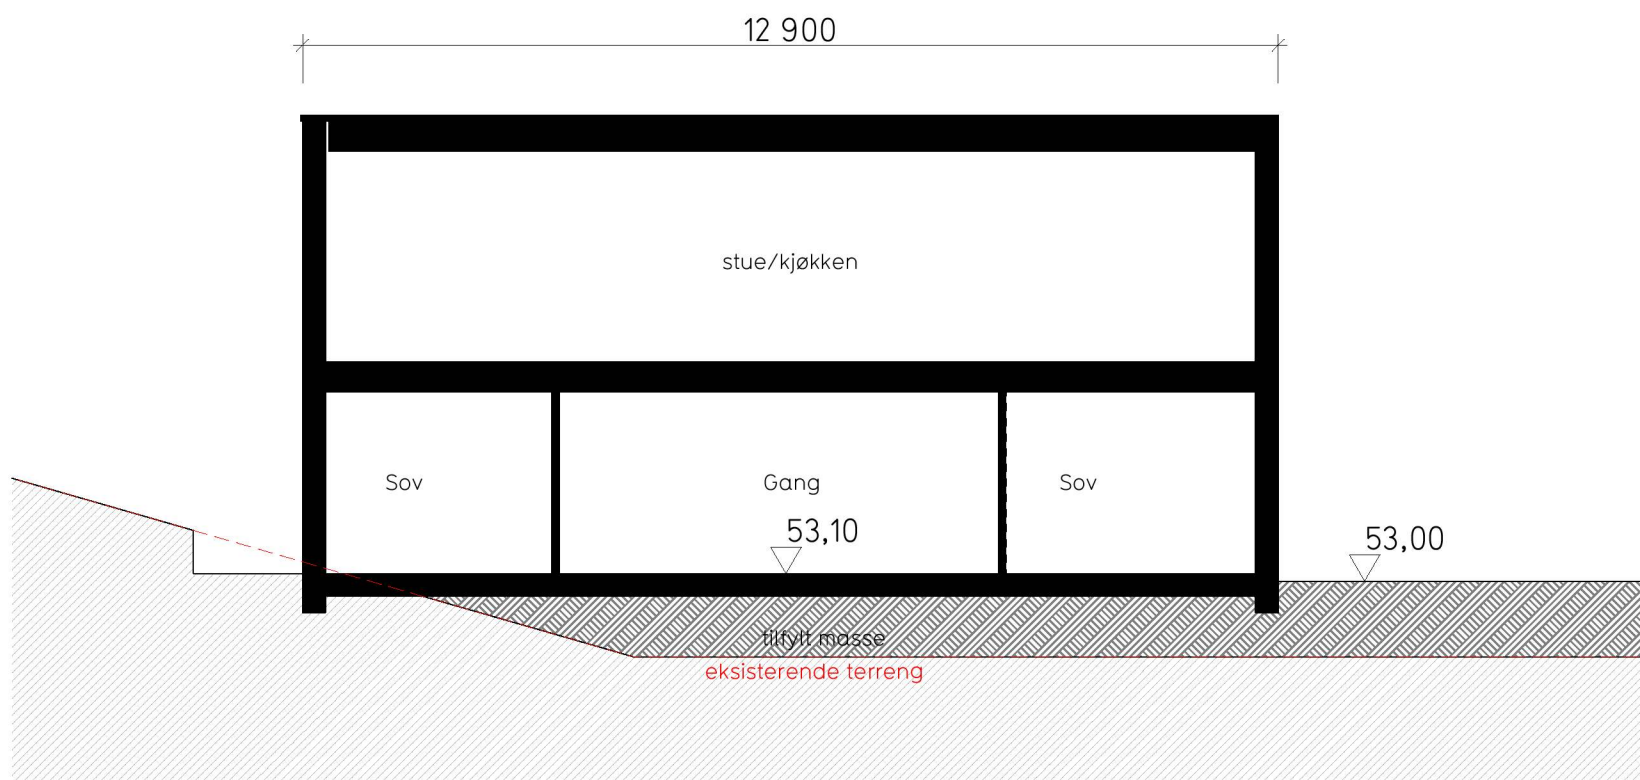 12 900
stue/kjøkken
Sov
Gang
Sov
53,10
53,00
tilfylt masse
eksisterende terreng